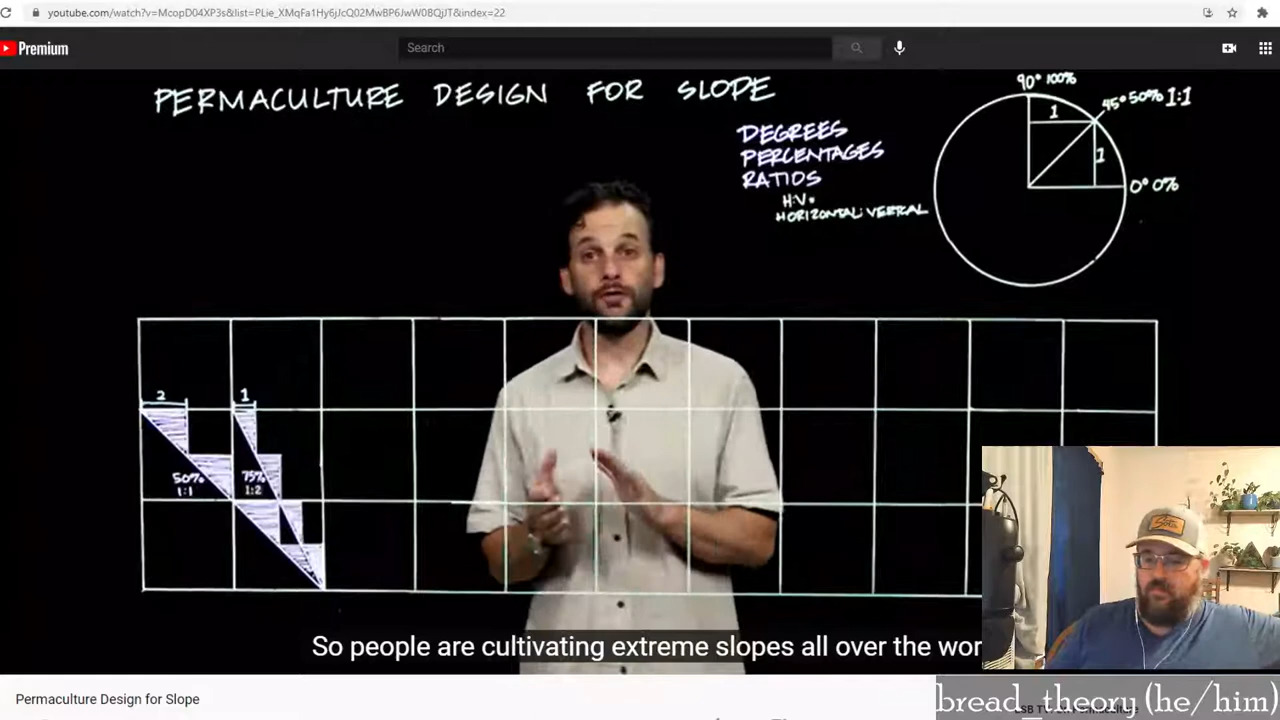 youtube.com/watch?v=McopD04XP3s&list=PLie_XMqFa1Hy6jJcQ02MwBP6JwW0BQjJT&index=22
Premium
Search
PERMACULTURE DESIGN FOR SLOPE
DEGREES
PERCENTAGES
RATIOS
H:V=
HORIZONTAL:VERTICAL
90° 100%
45° 50% 1:1
1
1
0° 0%
2
1
50%
1:1
75%
1:2
So people are cultivating extreme slopes all over the wor
Permaculture Design for Slope
bread_theory (he/him)